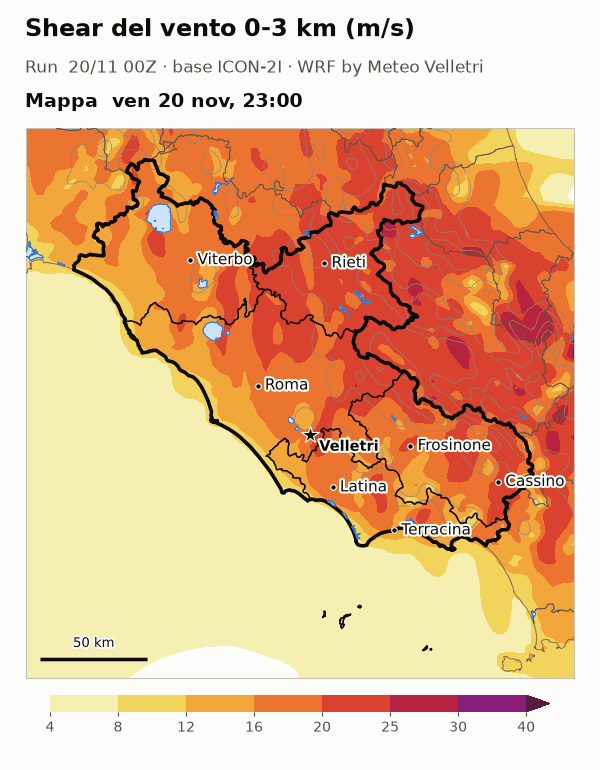 Shear del vento 0-3 km (m/s)
Run  20/11 00Z · base ICON-2I · WRF by Meteo Velletri
Mappa  ven 20 nov, 23:00
Viterbo
Rieti
Roma
Velletri
Frosinone
Latina
Cassino
Terracina
50 km
4 8 12 16 20 25 30 40